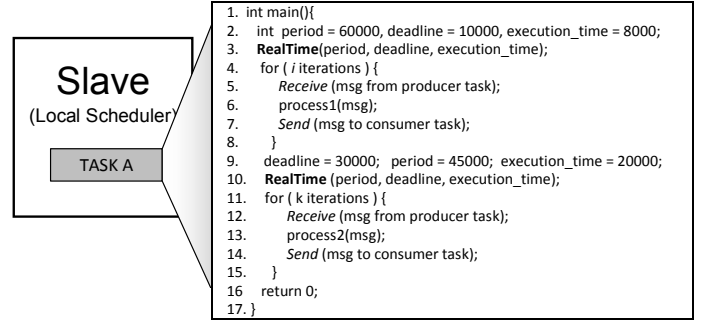 Slave
(Local Scheduler)
TASK A
1. int main(){
2. int period = 60000, deadline = 10000, execution_time = 8000;
3. RealTime(period, deadline, execution_time);
4. for ( i iterations ) {
5. Receive (msg from producer task);
6. process1(msg);
7. Send (msg to consumer task);
8. }
9. deadline = 30000; period = 45000; execution_time = 20000;
10. RealTime (period, deadline, execution_time);
11. for ( k iterations ) {
12. Receive (msg from producer task);
13. process2(msg);
14. Send (msg to consumer task);
15. }
16 return 0;
17. }